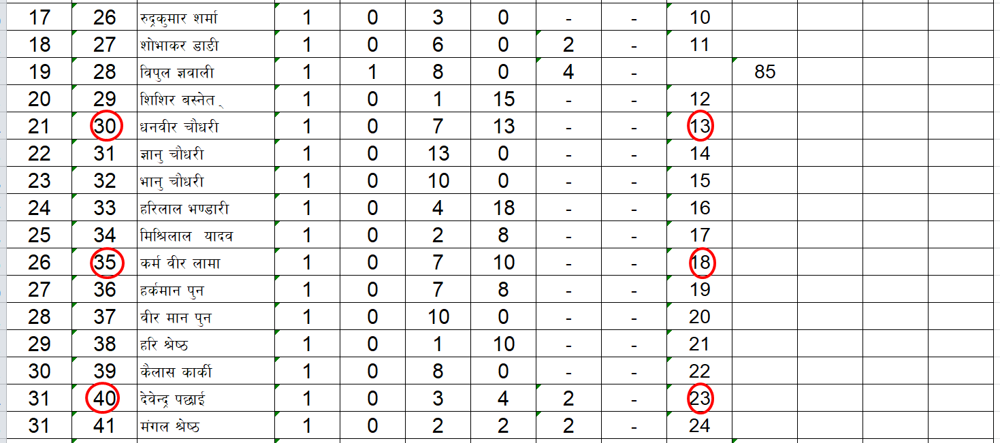 17 26 रुद्रकुमार शर्मा 1 0 3 0 - - 10
18 27 शोभाकर डाङी 1 0 6 0 2 - 11
19 28 विपुल ज्ञवाली 1 1 8 0 4 - 85
20 29 शिशिर बस्नेत ् 1 0 1 15 - - 12
21 30 धनवीर चौधरी 1 0 7 13 - - 13
22 31 ज्ञानु चौधरी 1 0 13 0 - - 14
23 32 भानु चौधरी 1 0 10 0 - - 15
24 33 हरिलाल भण्डारी 1 0 4 18 - - 16
25 34 मिश्रिलाल यादव 1 0 2 8 - - 17
26 35 कर्म वीर लामा 1 0 7 10 - - 18
27 36 हर्कमान पुन 1 0 7 8 - - 19
28 37 वीर मान पुन 1 0 10 0 - - 20
29 38 हरि श्रेष्ठ 1 0 1 10 - - 21
30 39 कैलास कार्की 1 0 8 0 - - 22
31 40 देवेन्द्र पछाई 1 0 3 4 2 - 23
31 41 मंगल श्रेष्ठ 1 0 2 2 2 - 24